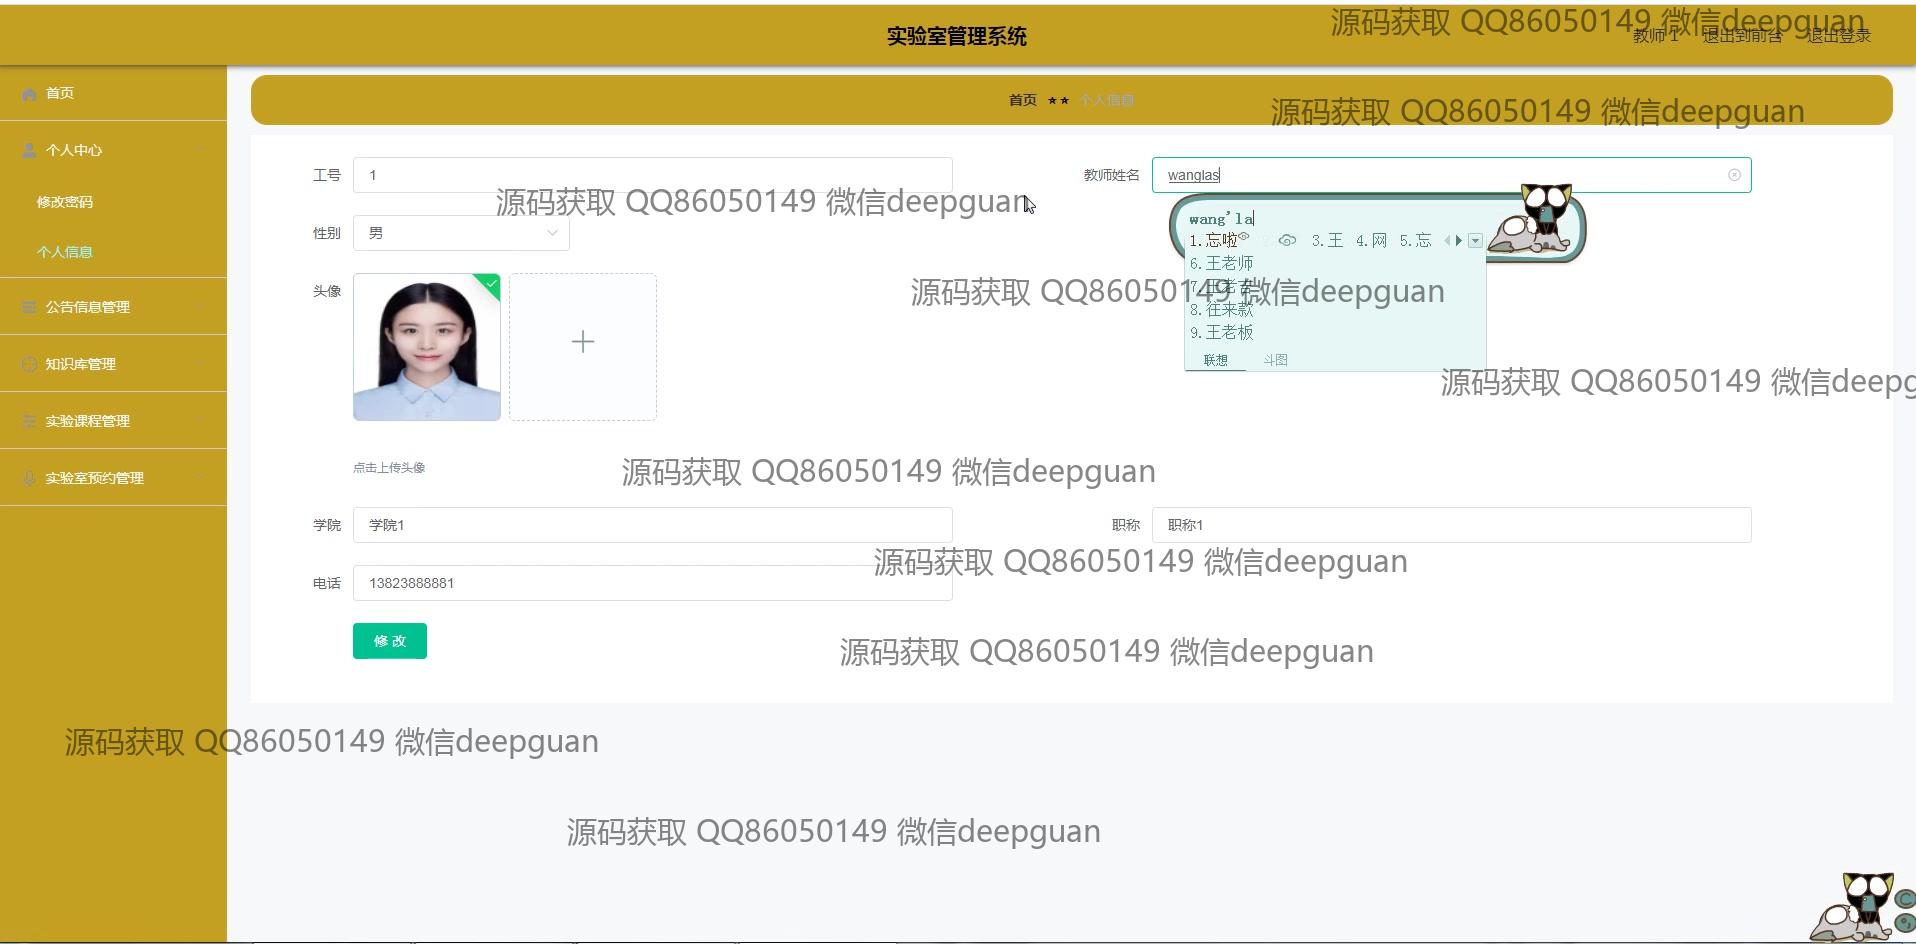 源码获取 QQ86050149 微信deepguan
实验室管理系统
教师 1 退出到前台 退出登录
首页
首页 ★★ 个人信息
源码获取 QQ86050149 微信deepguan
个人中心
工号 1
教师姓名 wanglas
修改密码
源码获取 QQ86050149 微信deepguan
wang'la
性别 男
1.忘啦 3.王 4.网 5.忘
个人信息
6.王老师
头像
源码获取 QQ86050149 微信deepguan
公告信息管理
8.往来款
9.王老板
联想 斗图
知识库管理
源码获取 QQ86050149 微信deepg
实验课程管理
点击上传头像
源码获取 QQ86050149 微信deepguan
实验室预约管理
学院 学院1
职称 职称1
源码获取 QQ86050149 微信deepguan
电话 13823888881
修改
源码获取 QQ86050149 微信deepguan
源码获取 QQ86050149 微信deepguan
源码获取 QQ86050149 微信deepguan